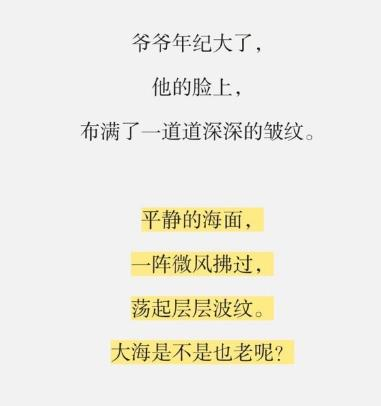 爷爷年纪大了，
他的脸上，
布满了一道道深深的皱纹。
平静的海面，
一阵微风拂过，
荡起层层波纹。
大海是不是也老呢？